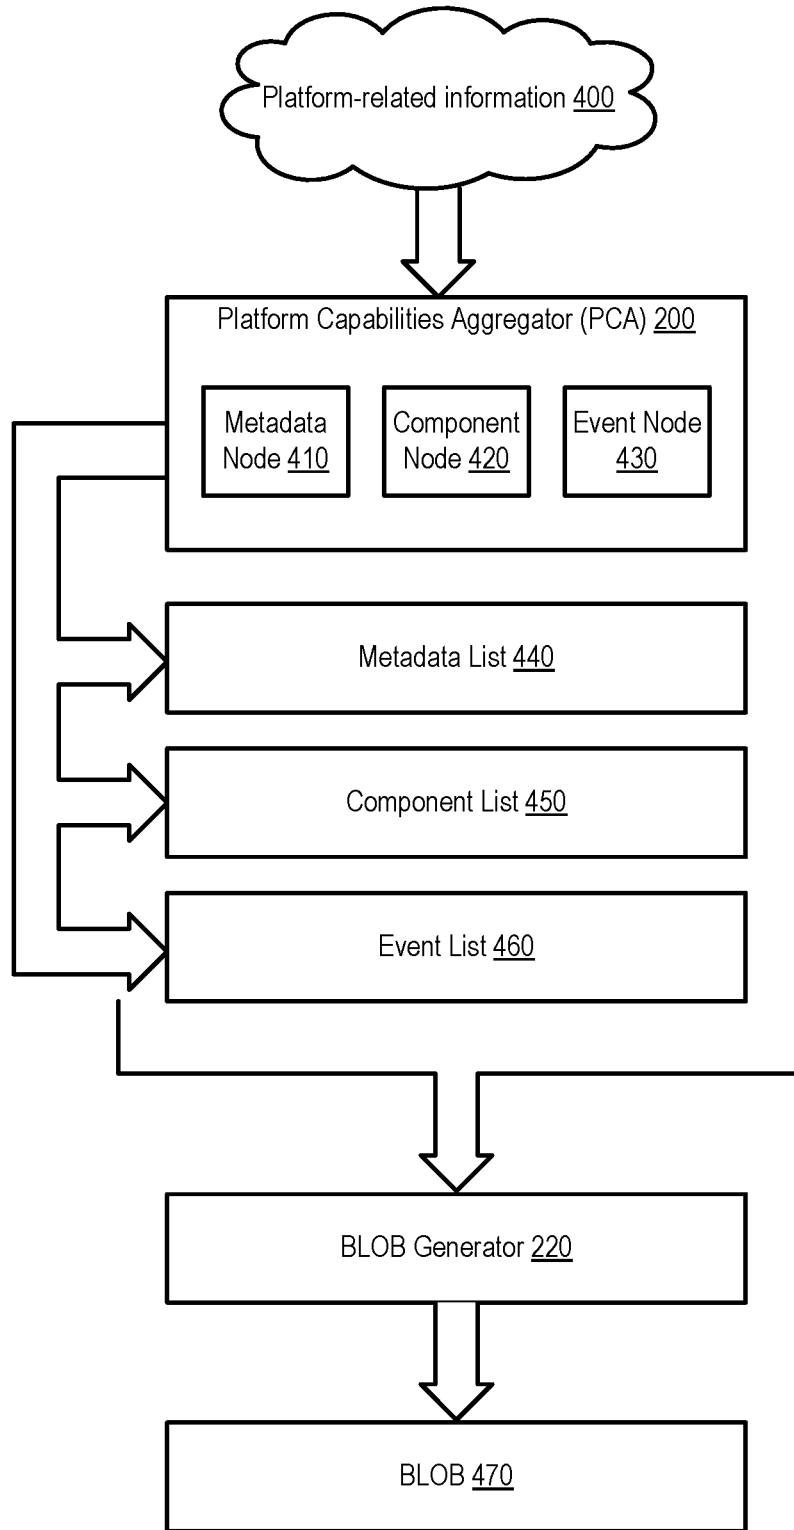 Platform-related information 400
Platform Capabilities Aggregator (PCA) 200
Metadada
Node 410
Component
Node 420
Event Node
430
Metadata List 440
Component List 450
Event List 460
BLOB Generator 220
BLOB 470